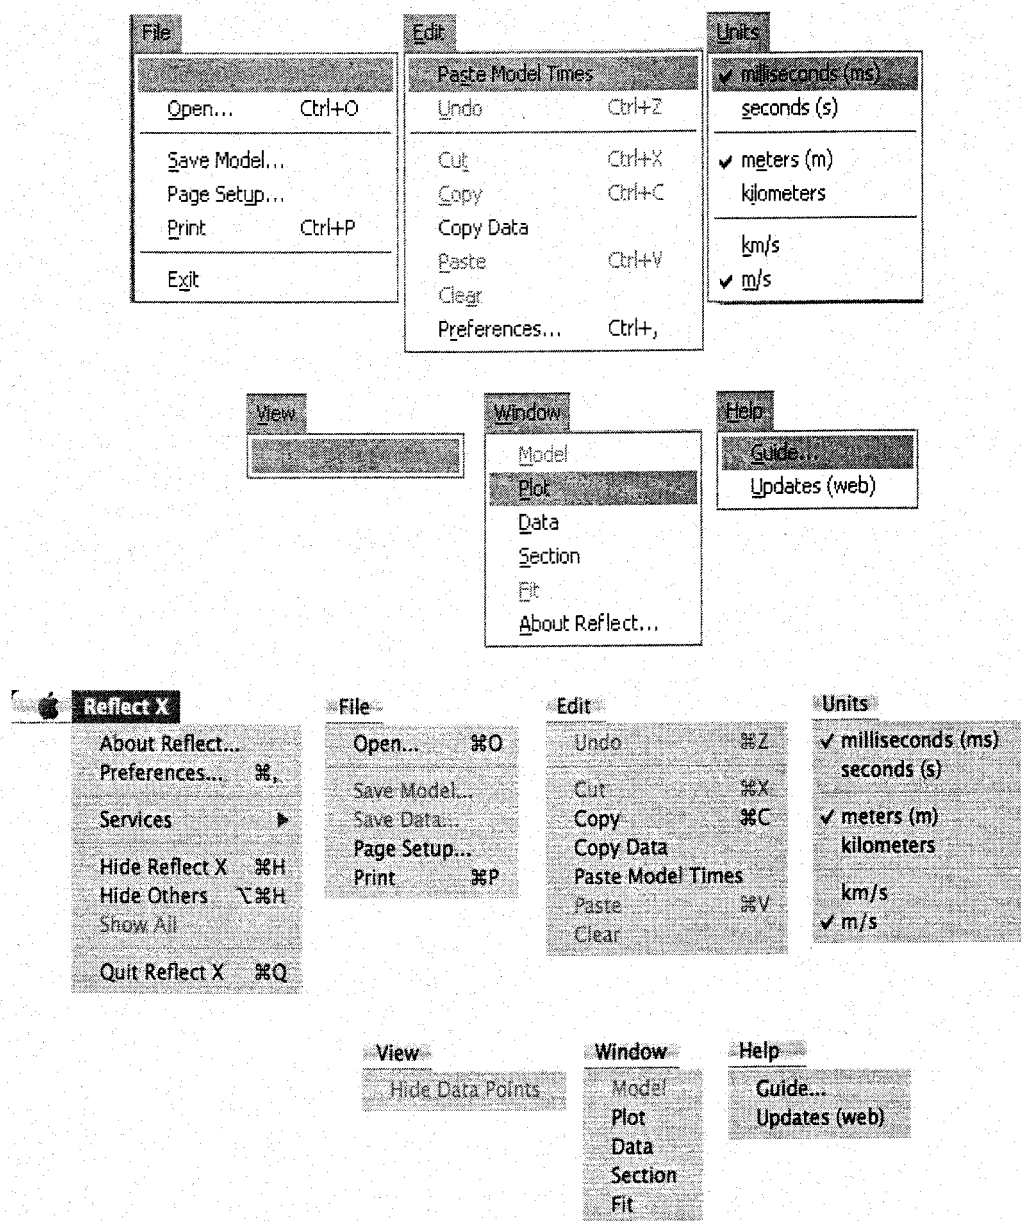 File
Open... Ctrl+O
Save Model...
Page Setup...
Print Ctrl+P
Exit
Edit
Paste Model Times
Undo Ctrl+Z
Cut Ctrl+X
Copy Ctrl+C
Copy Data
Paste Ctrl+V
Clear
Preferences... Ctrl+,
Units
✓ milliseconds (ms)
seconds (s)
✓ meters (m)
kilometers
km/s
✓ m/s
View
Window
Model
Plot
Data
Section
Fit
About Reflect...
Help
Guide...
Updates (web)
Reflect X
About Reflect...
Preferences... ⌘,
Services ▶
Hide Reflect X ⌘H
Hide Others ⌥⌘H
Show All
Quit Reflect X ⌘Q
File
Open... ⌘O
Save Model...
Save Data...
Page Setup...
Print ⌘P
Edit
Undo ⌘Z
Cut ⌘X
Copy ⌘C
Copy Data
Paste Model Times
Paste ⌘V
Clear
Units
✓ milliseconds (ms)
seconds (s)
✓ meters (m)
kilometers
km/s
✓ m/s
View
Hide Data Points
Window
Model
Plot
Data
Section
Fit
Help
Guide...
Updates (web)